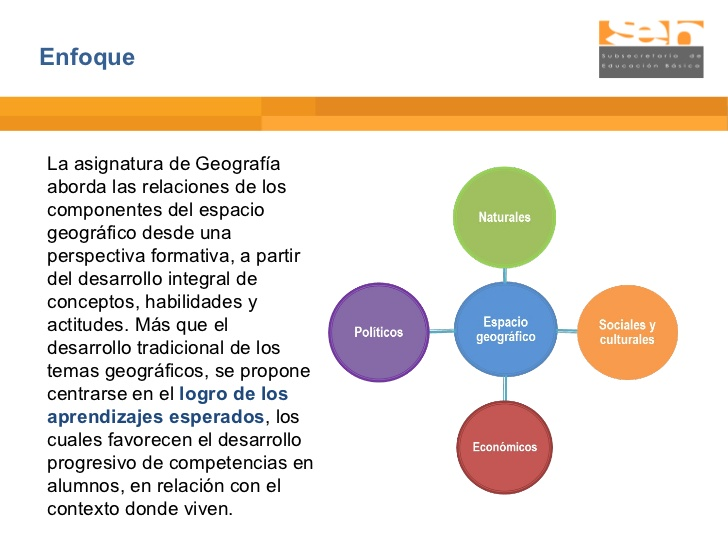 Enfoque
seb
Subsecretaría de
Educación Básica
La asignatura de Geografía
aborda las relaciones de los
componentes del espacio
geográfico desde una
perspectiva formativa, a partir
del desarrollo integral de
conceptos, habilidades y
actitudes. Más que el
desarrollo tradicional de los
temas geográficos, se propone
centrarse en el logro de los
aprendizajes esperados, los
cuales favorecen el desarrollo
progresivo de competencias en
alumnos, en relación con el
contexto donde viven.
Naturales
Políticos
Espacio
geográfico
Sociales y
culturales
Económicos